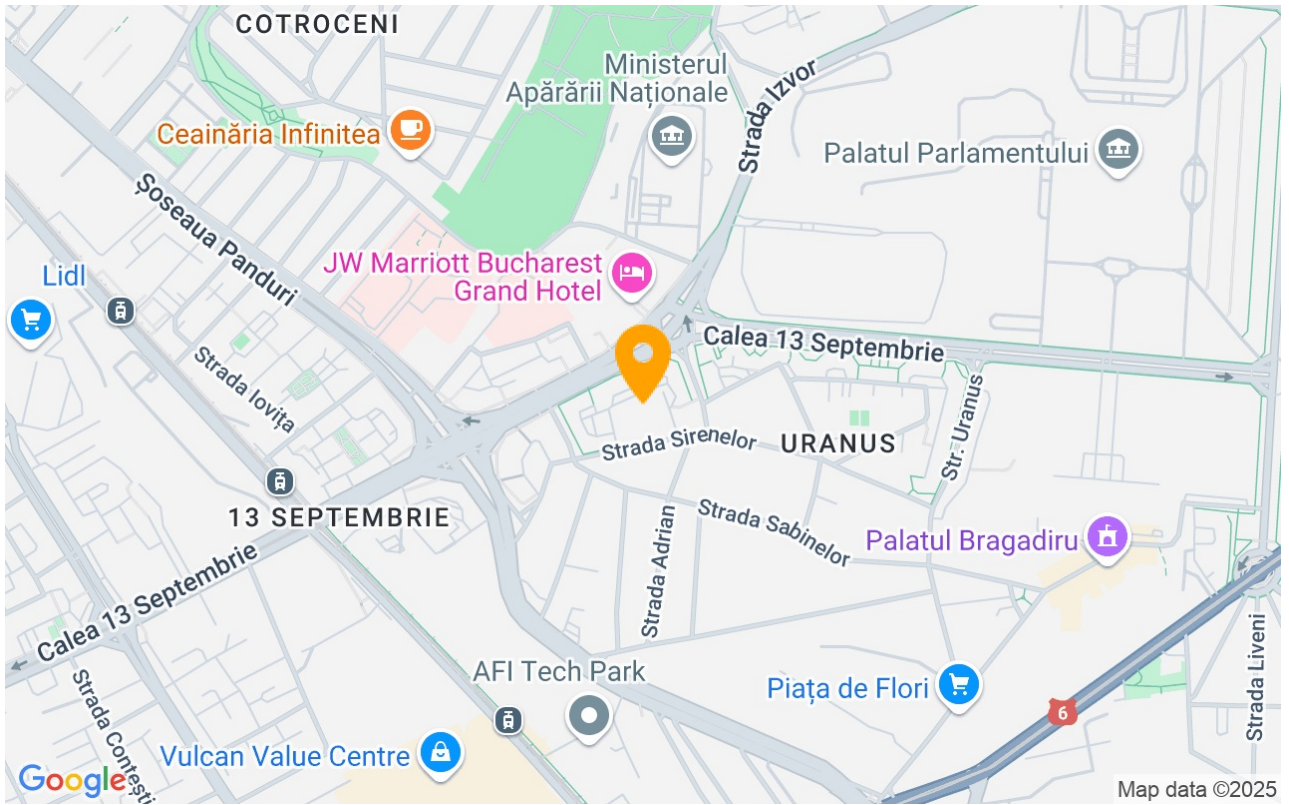 COTROCENI
Ministerul
Apărării Naționale
Strada Izvor
Ceainăria Infinitea
Palatul Parlamentului
Șoseaua Panduri
JW Marriott Bucharest
Grand Hotel
Lidl
Calea 13 Septembrie
Strada Iovița
Strada Sirenelor
URANUS
Str. Uranus
13 SEPTEMBRIE
Strada Sabinelor
Palatul Bragadiru
Strada Adrian
Calea 13 Septembrie
AFI Tech Park
Piața de Flori
6
Strada Liveni
Strada Contești
Vulcan Value Centre
Google
Map data ©2025